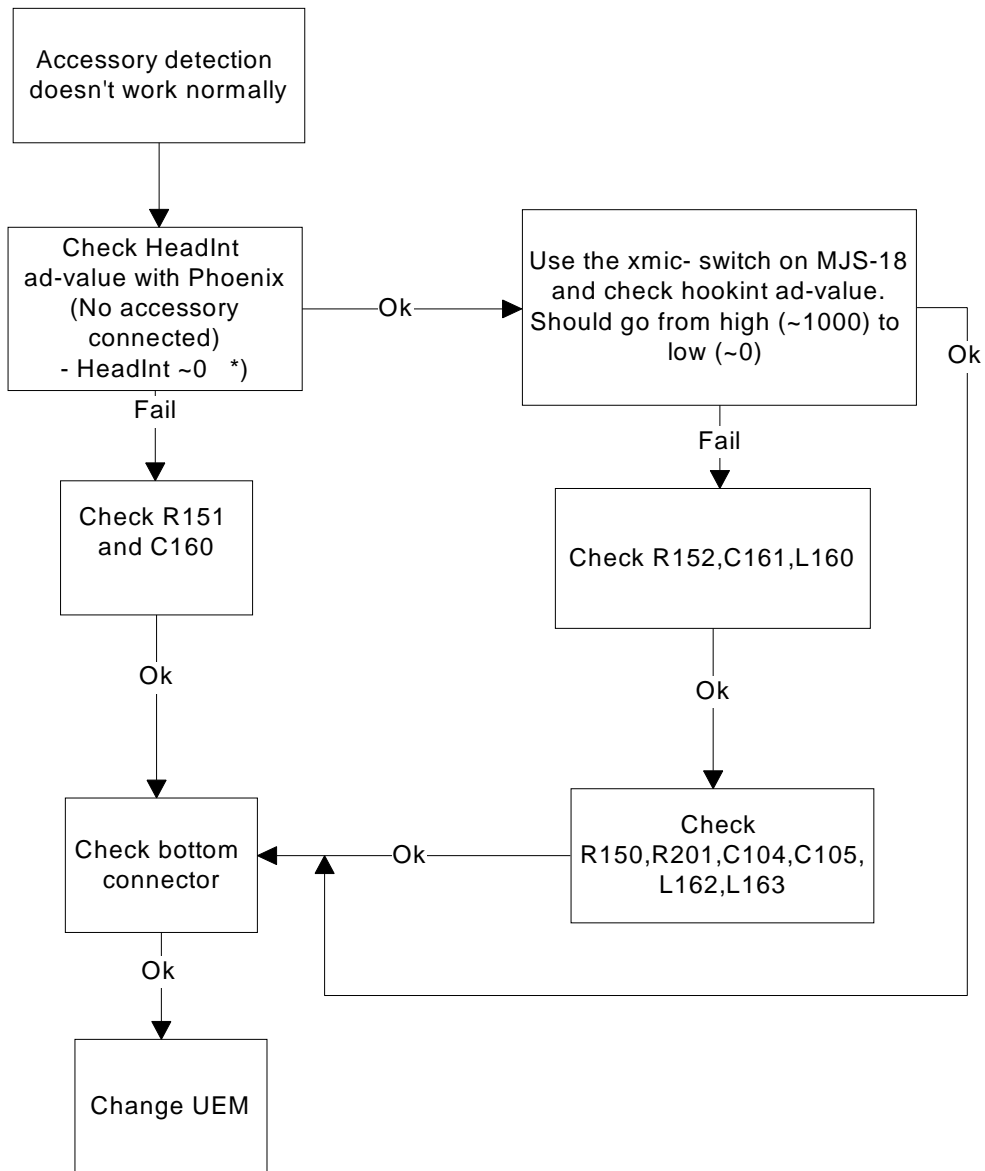 Accessory detection
doesn't work normally
Check HeadInt
ad-value with Phoenix
(No accessory
connected)
- HeadInt ~0   *)
Ok
Use the xmic- switch on MJS-18
and check hookint ad-value.
Should go from high (~1000) to
low (~0)
Ok
Fail
Fail
Check R151
and C160
Check R152,C161,L160
Ok
Ok
Check bottom
connector
Ok
Check
R150,R201,C104,C105,
L162,L163
Ok
Change UEM